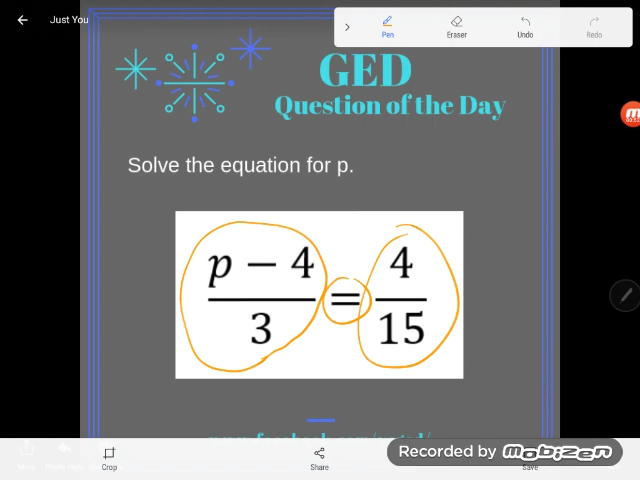 Just You
Pen
Eraser
Undo
Redo
GED
Question of the Day
Solve the equation for p.
p − 4
3
=
4
15
Recorded by MOBIZEN
Crop
Share
Save